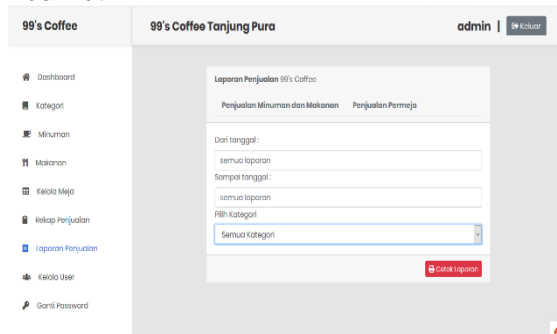 99's Coffee
99's Coffee Tanjung Pura
admin |
Keluar
Dashboard
Kategori
Minuman
Makanan
Kelola Meja
Rekap Penjualan
Laporan Penjualan
Kelola User
Ganti Password
Laporan Penjualan 99's Coffee
Penjualan Minuman dan Makanan
Penjualan Permeja
Dari tanggal :
semua laporan
Sampai tanggal :
semua laporan
Pilih Kategori
Semua Kategori
Cetak Laporan